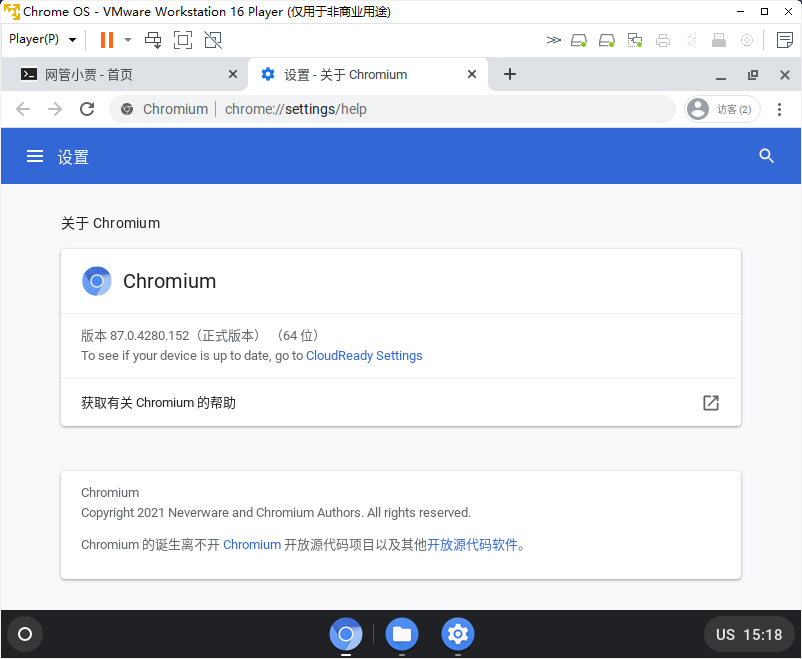 Chrome OS - VMware Workstation 16 Player (仅用于非商业用途)
Player(P)
网管小贾 - 首页
设置 - 关于 Chromium
Chromium
chrome://settings/help
访客 (2)
设置
关于 Chromium
Chromium
版本 87.0.4280.152（正式版本） （64 位）
To see if your device is up to date, go to CloudReady Settings
获取有关 Chromium 的帮助
Chromium
Copyright 2021 Neverware and Chromium Authors. All rights reserved.
Chromium 的诞生离不开 Chromium 开放源代码项目以及其他开放源代码软件。
US 15:18